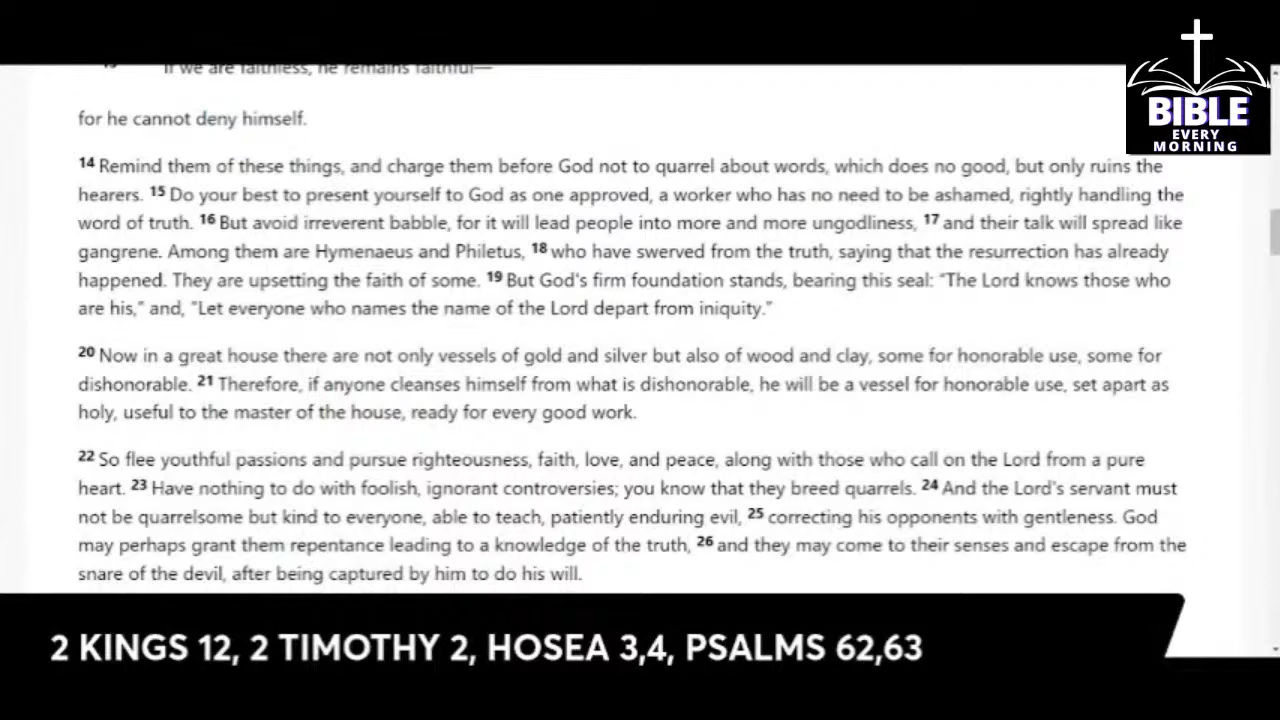 If we are faithless, he remains faithful—
for he cannot deny himself.
14 Remind them of these things, and charge them before God not to quarrel about words, which does no good, but only ruins the
hearers. 15 Do your best to present yourself to God as one approved, a worker who has no need to be ashamed, rightly handling the
word of truth. 16 But avoid irreverent babble, for it will lead people into more and more ungodliness, 17 and their talk will spread like
gangrene. Among them are Hymenaeus and Philetus, 18 who have swerved from the truth, saying that the resurrection has already
happened. They are upsetting the faith of some. 19 But God's firm foundation stands, bearing this seal: “The Lord knows those who
are his,” and, “Let everyone who names the name of the Lord depart from iniquity.”
20 Now in a great house there are not only vessels of gold and silver but also of wood and clay, some for honorable use, some for
dishonorable. 21 Therefore, if anyone cleanses himself from what is dishonorable, he will be a vessel for honorable use, set apart as
holy, useful to the master of the house, ready for every good work.
22 So flee youthful passions and pursue righteousness, faith, love, and peace, along with those who call on the Lord from a pure
heart. 23 Have nothing to do with foolish, ignorant controversies; you know that they breed quarrels. 24 And the Lord's servant must
not be quarrelsome but kind to everyone, able to teach, patiently enduring evil, 25 correcting his opponents with gentleness. God
may perhaps grant them repentance leading to a knowledge of the truth, 26 and they may come to their senses and escape from the
snare of the devil, after being captured by him to do his will.
BIBLE
EVERY
MORNING
2 KINGS 12, 2 TIMOTHY 2, HOSEA 3,4, PSALMS 62,63